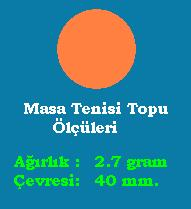 Masa Tenisi Topu
Ölçüleri
Ağırlık : 2.7 gram
Çevresi: 40 mm.